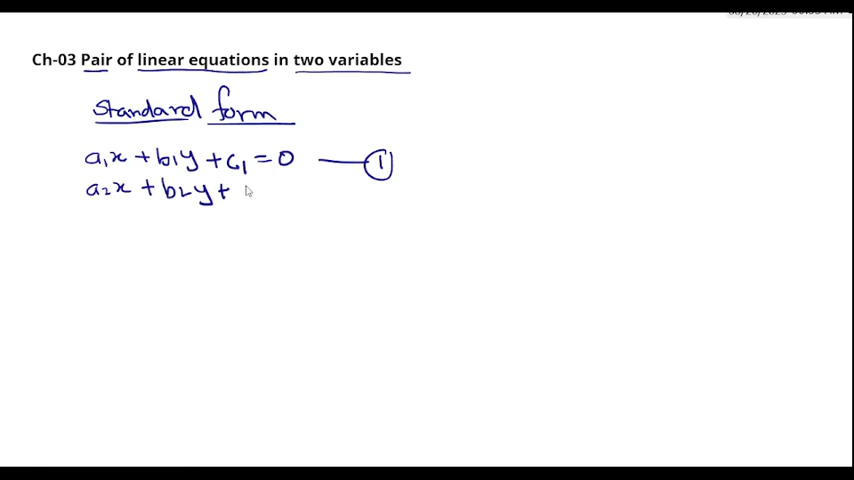 Ch-03 Pair of linear equations in two variables
Standard form
a₁x + b₁y + c₁ = 0 —— ①
a₂x + b₂y +